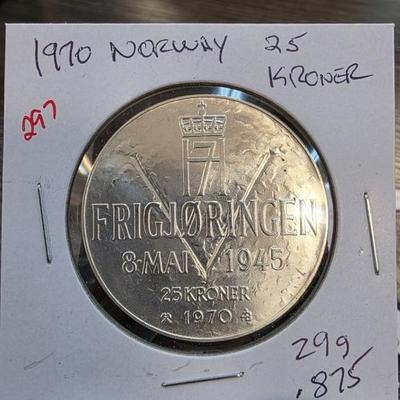 1970 NORWAY 25
KRONER
297
H7
FRIGJØRINGEN
8·MAI V 1945
25 KRONER
1970
29g
.875